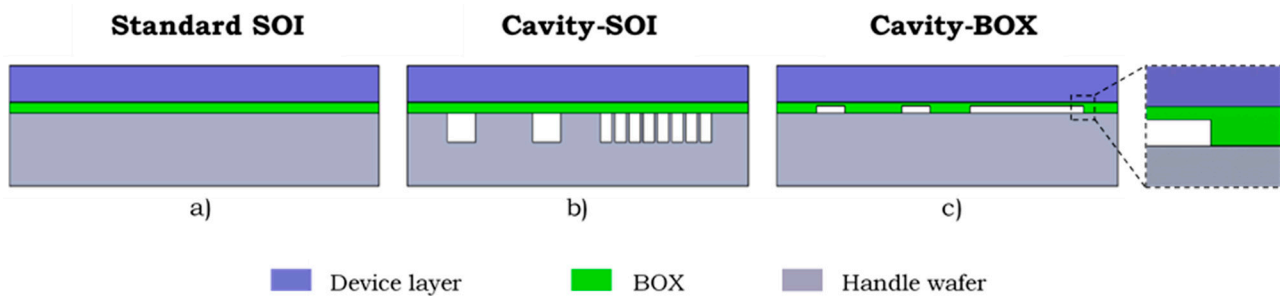 Standard SOI
Cavity-SOI
Cavity-BOX
a)
b)
c)
Device layer
BOX
Handle wafer